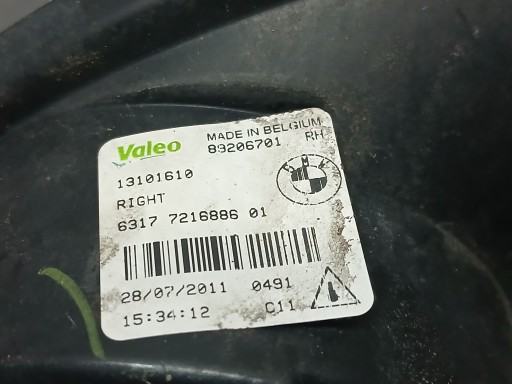 Valeo
MADE IN BELGIUM
89206701 RH
13101610
RIGHT
BMW
6317 7216886 01
28/07/2011 0491
15:34:12 C11